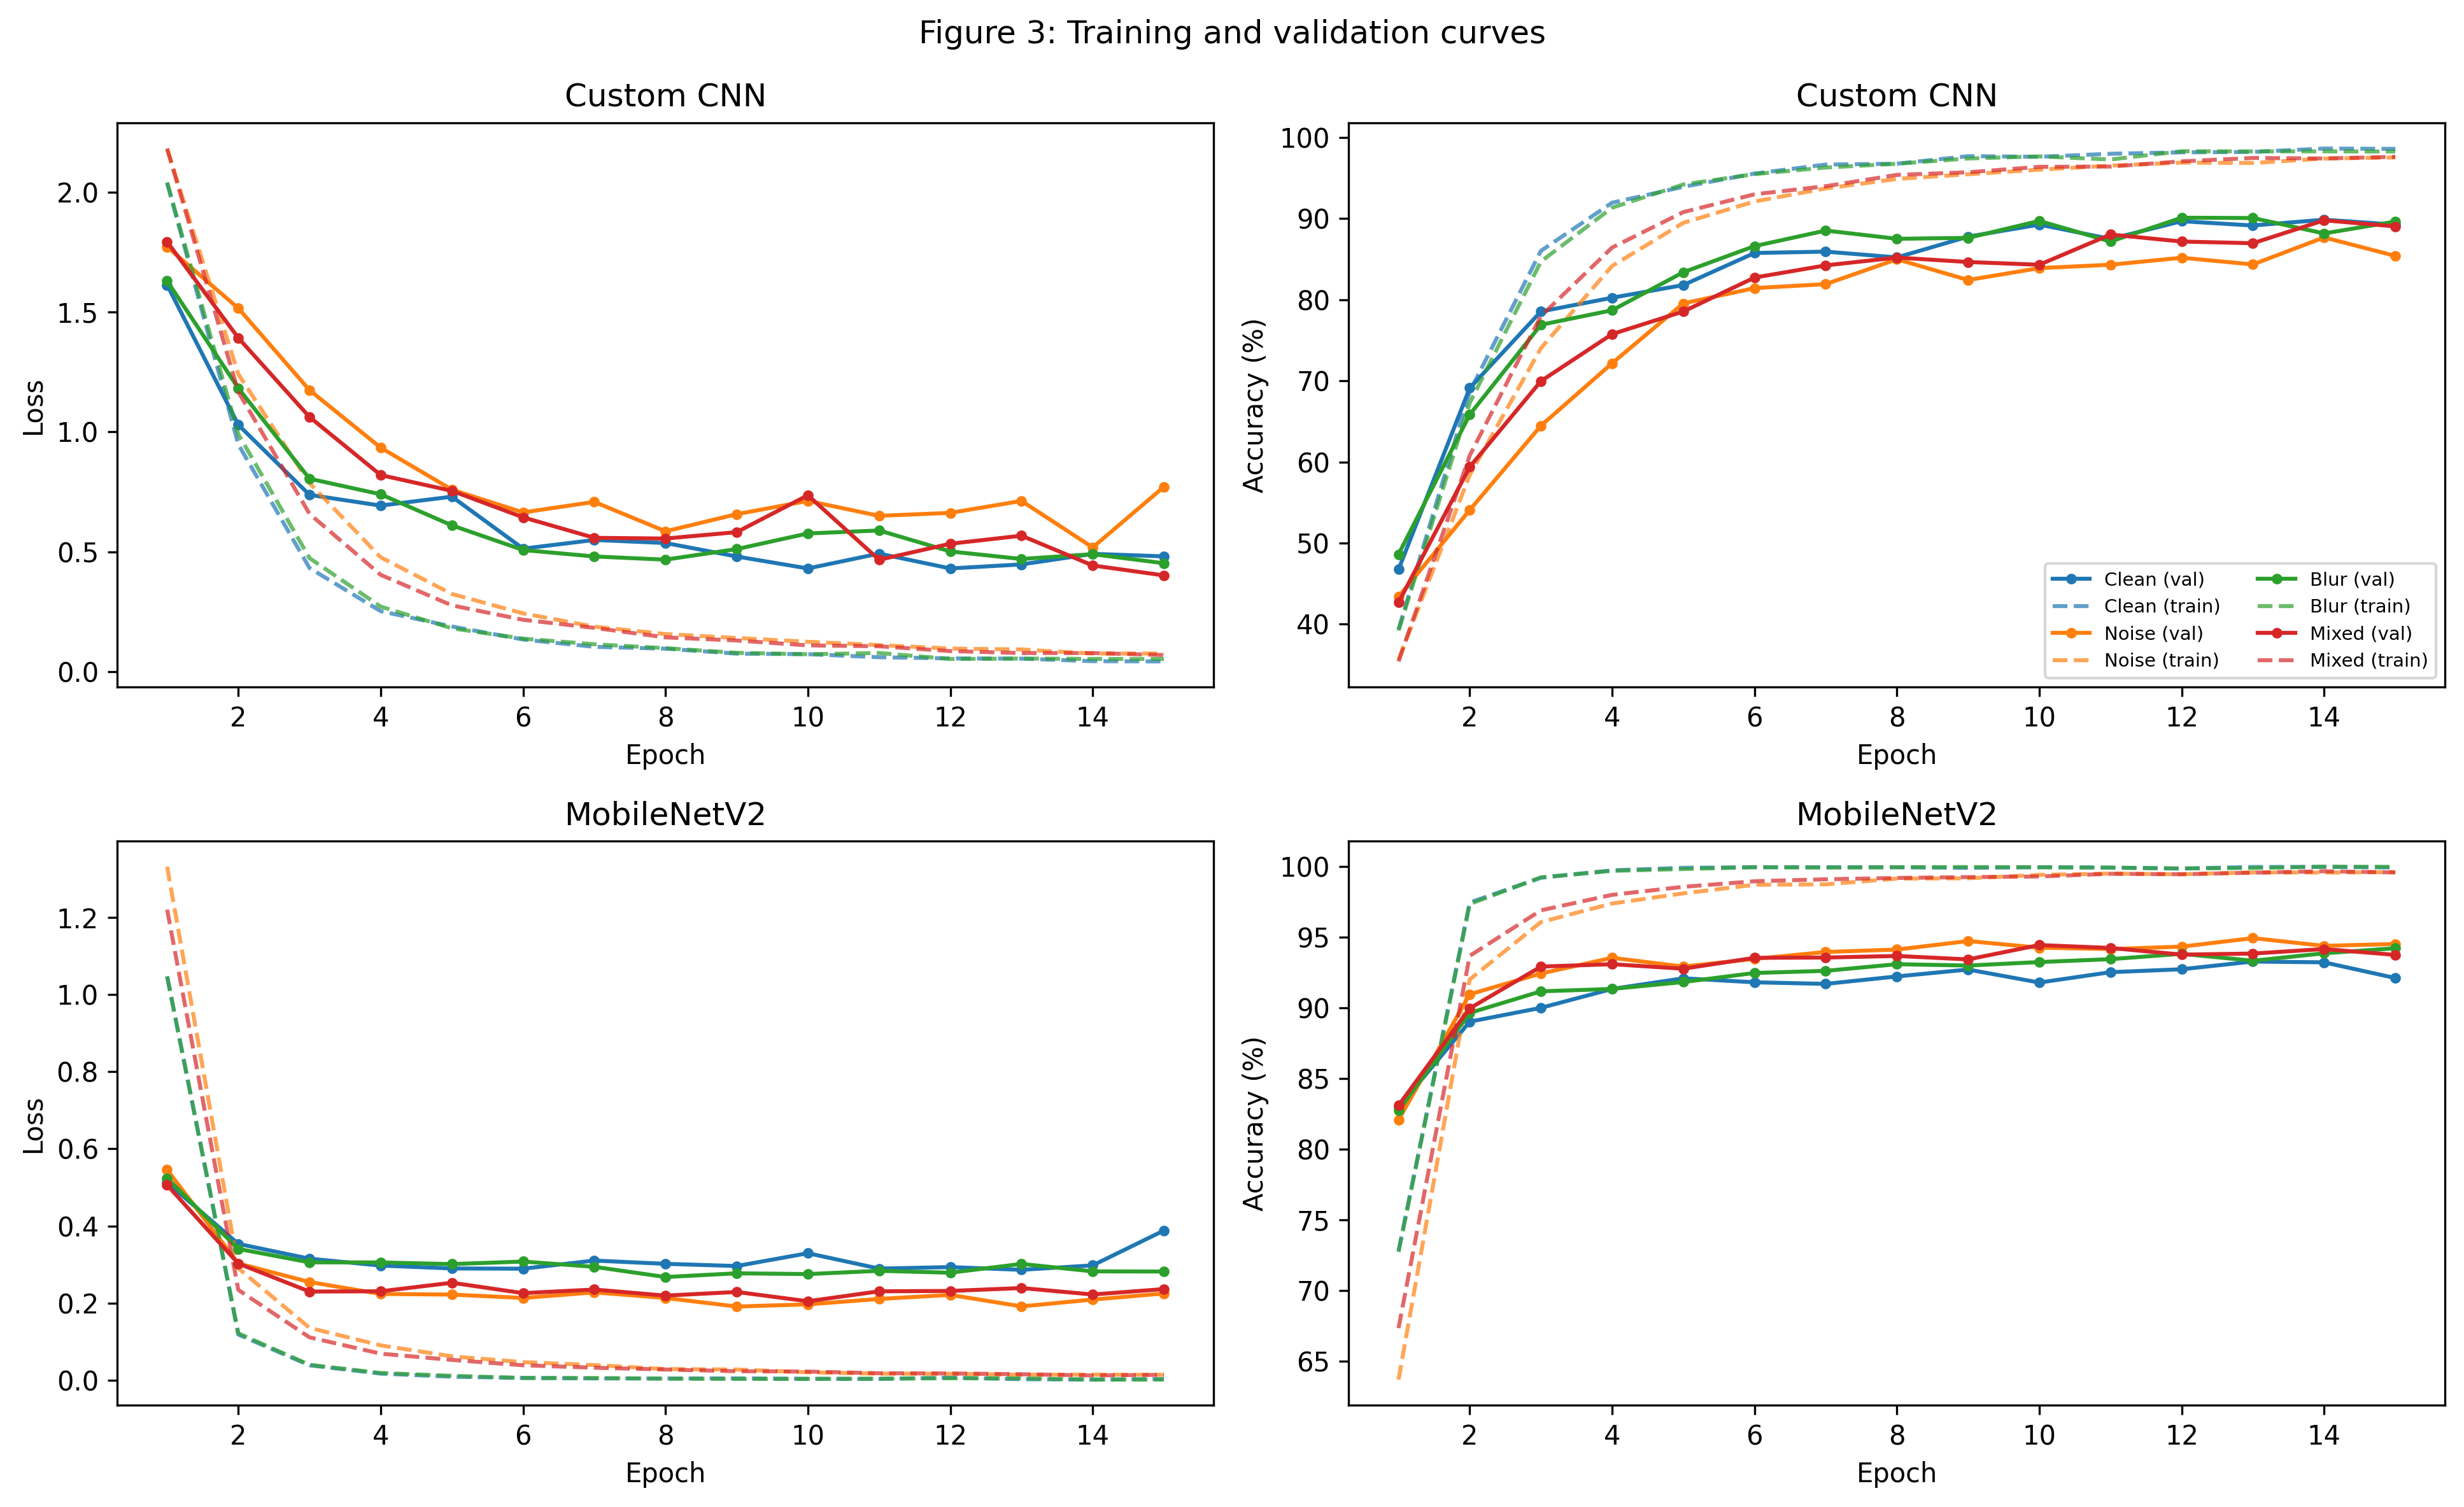 Figure 3: Training and validation curves
Custom CNN
Loss
2.0
1.5
1.0
0.5
0.0
2 4 6 8 10 12 14
Epoch
Custom CNN
Accuracy (%)
100
90
80
70
60
50
40
Clean (val)
Clean (train)
Noise (val)
Noise (train)
Blur (val)
Blur (train)
Mixed (val)
Mixed (train)
2 4 6 8 10 12 14
Epoch
MobileNetV2
Loss
1.2
1.0
0.8
0.6
0.4
0.2
0.0
2 4 6 8 10 12 14
Epoch
MobileNetV2
Accuracy (%)
100
95
90
85
80
75
70
65
2 4 6 8 10 12 14
Epoch